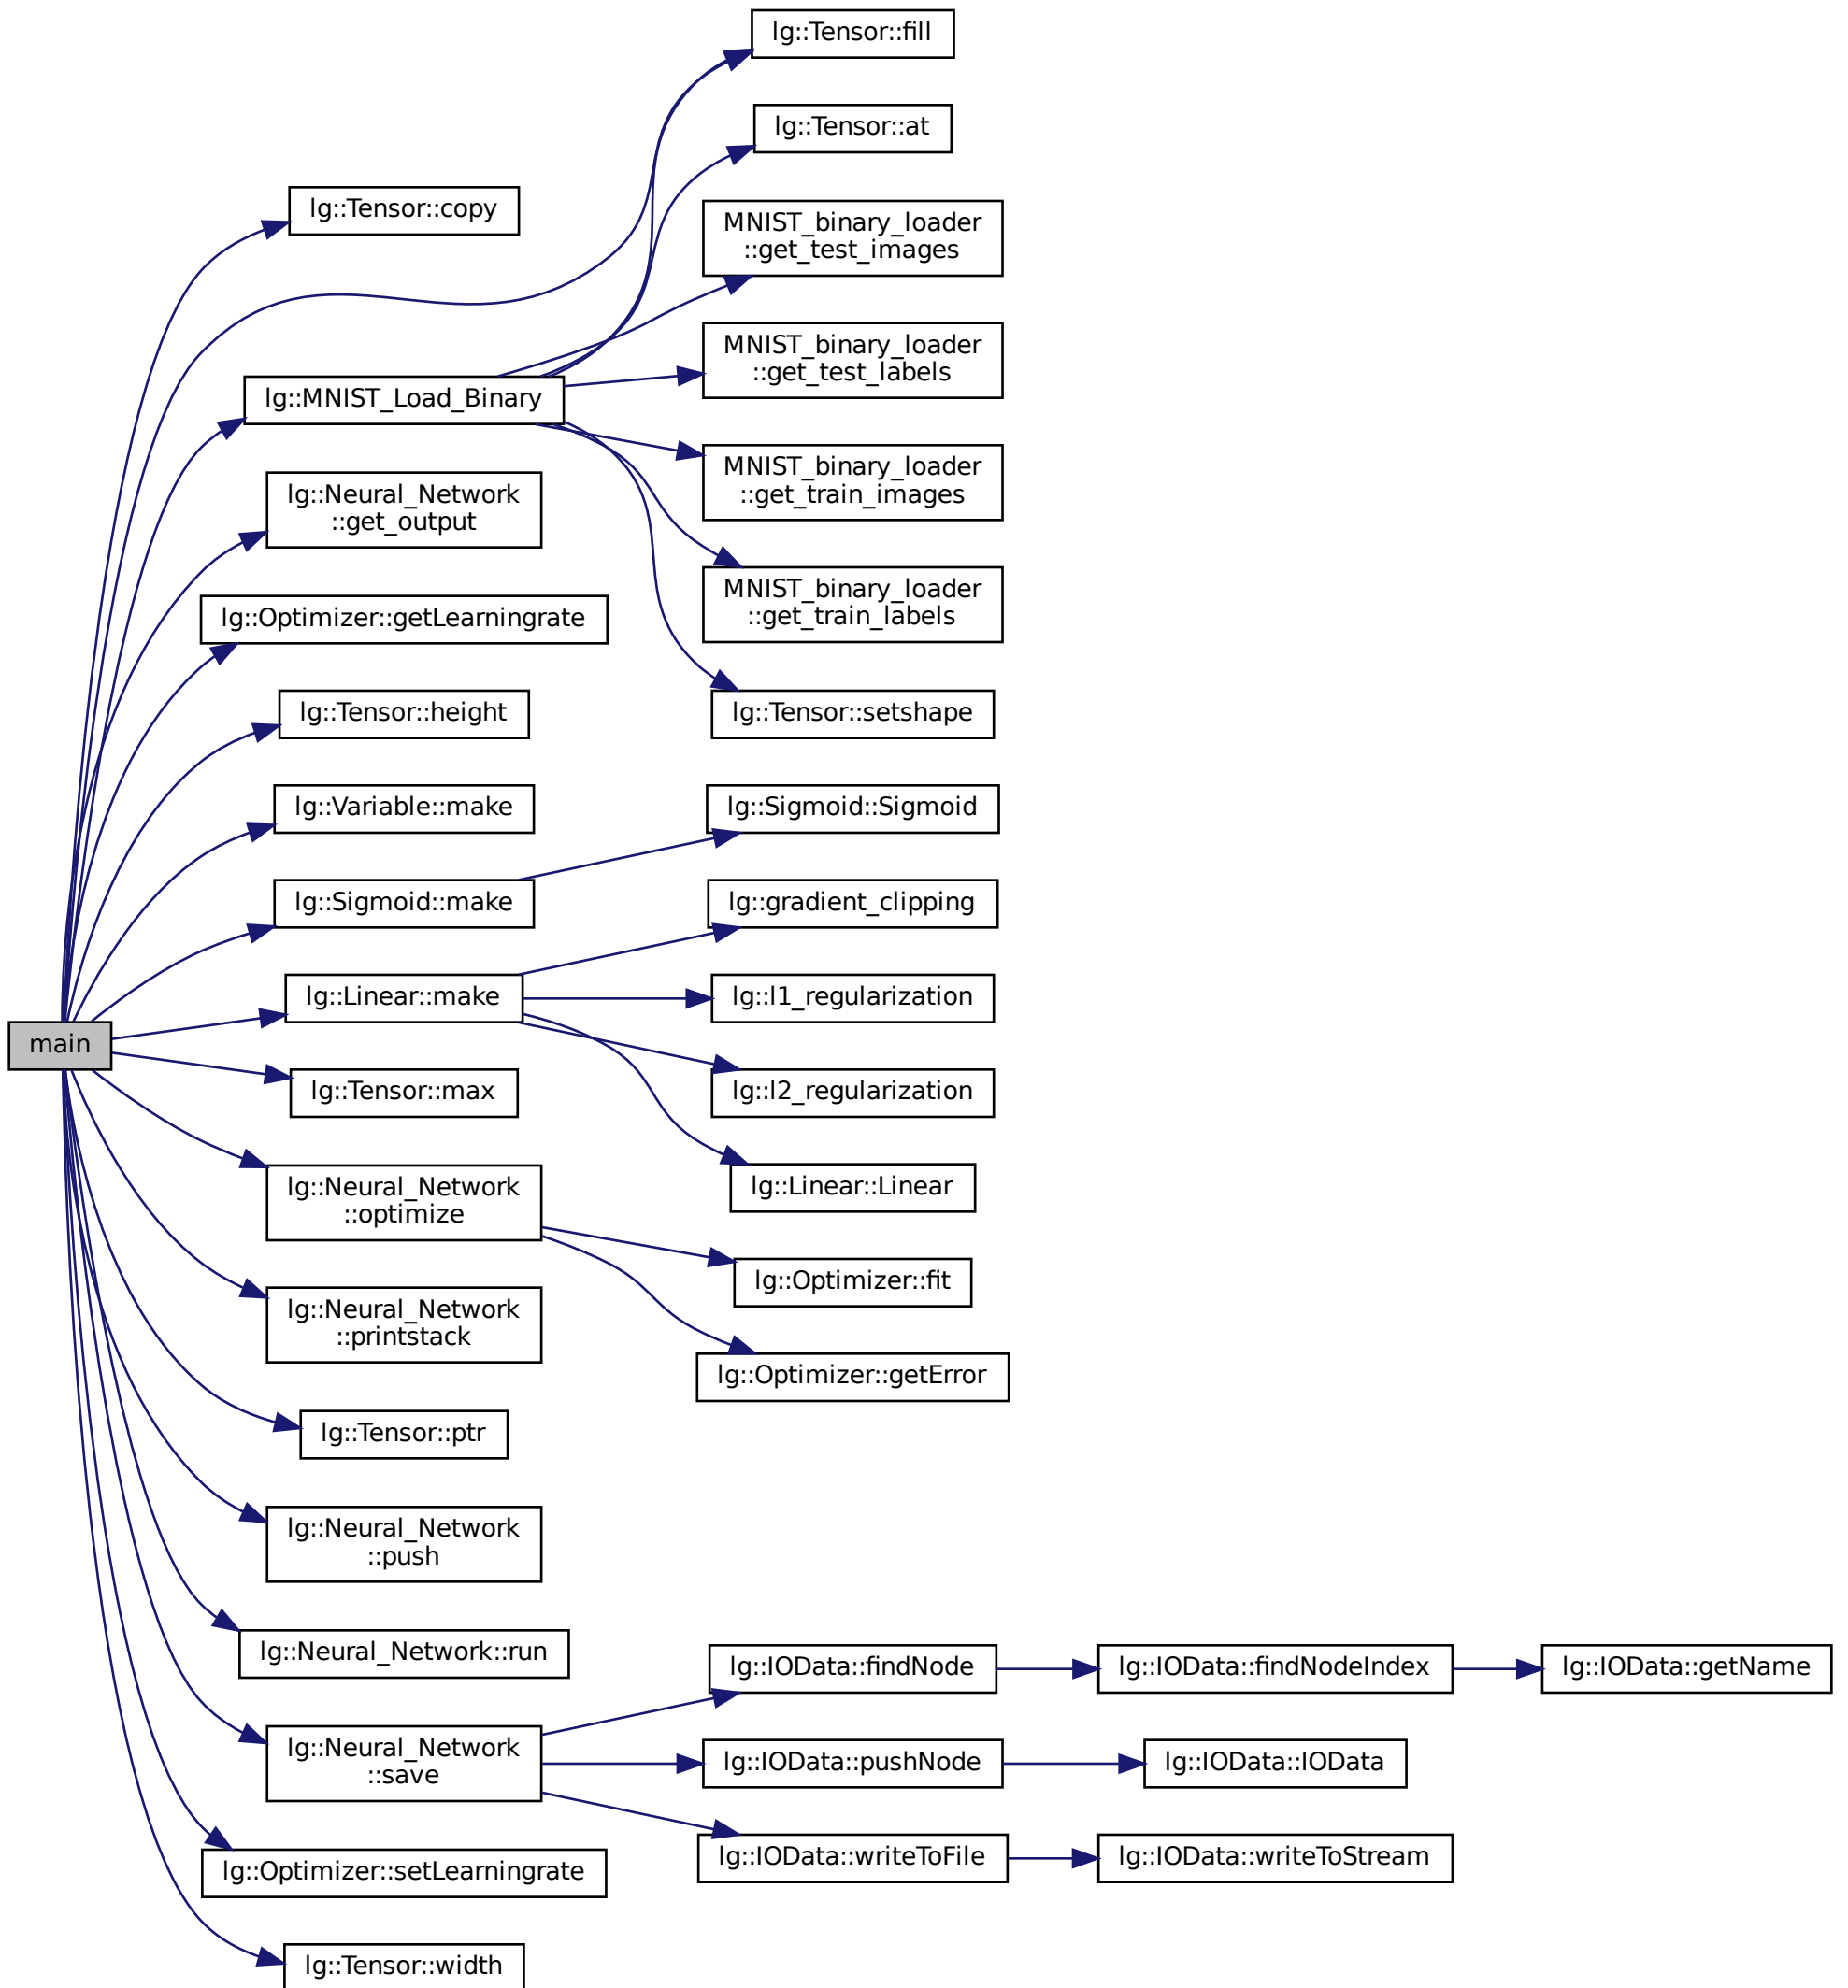 lg::Tensor::fill
lg::Tensor::at
lg::Tensor::copy
MNIST_binary_loader
::get_test_images
MNIST_binary_loader
::get_test_labels
lg::MNIST_Load_Binary
MNIST_binary_loader
::get_train_images
lg::Neural_Network
::get_output
MNIST_binary_loader
::get_train_labels
lg::Optimizer::getLearningrate
lg::Tensor::height
lg::Tensor::setshape
lg::Variable::make
lg::Sigmoid::Sigmoid
lg::Sigmoid::make
lg::gradient_clipping
lg::Linear::make
lg::l1_regularization
main
lg::Tensor::max
lg::l2_regularization
lg::Neural_Network
::optimize
lg::Linear::Linear
lg::Optimizer::fit
lg::Neural_Network
::printstack
lg::Optimizer::getError
lg::Tensor::ptr
lg::Neural_Network
::push
lg::Neural_Network::run
lg::IOData::findNode
lg::IOData::findNodeIndex
lg::IOData::getName
lg::Neural_Network
::save
lg::IOData::pushNode
lg::IOData::IOData
lg::IOData::writeToFile
lg::IOData::writeToStream
lg::Optimizer::setLearningrate
lg::Tensor::width